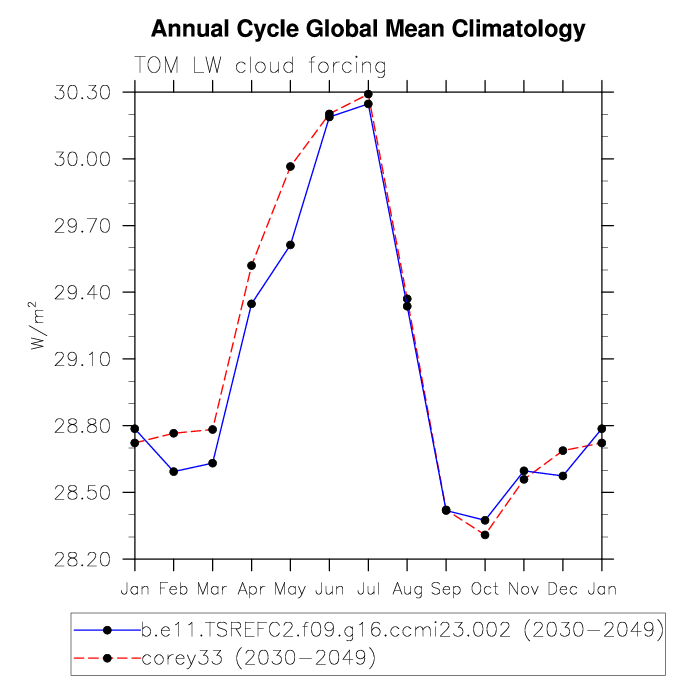 Annual Cycle Global Mean Climatology
TOM LW cloud forcing
30.30
30.00
29.70
29.40
29.10
28.80
28.50
28.20
W/m²
Jan Feb Mar Apr May Jun Jul Aug Sep Oct Nov Dec Jan
b.e11.TSREFC2.f09.g16.ccmi23.002 (2030−2049)
corey33 (2030−2049)